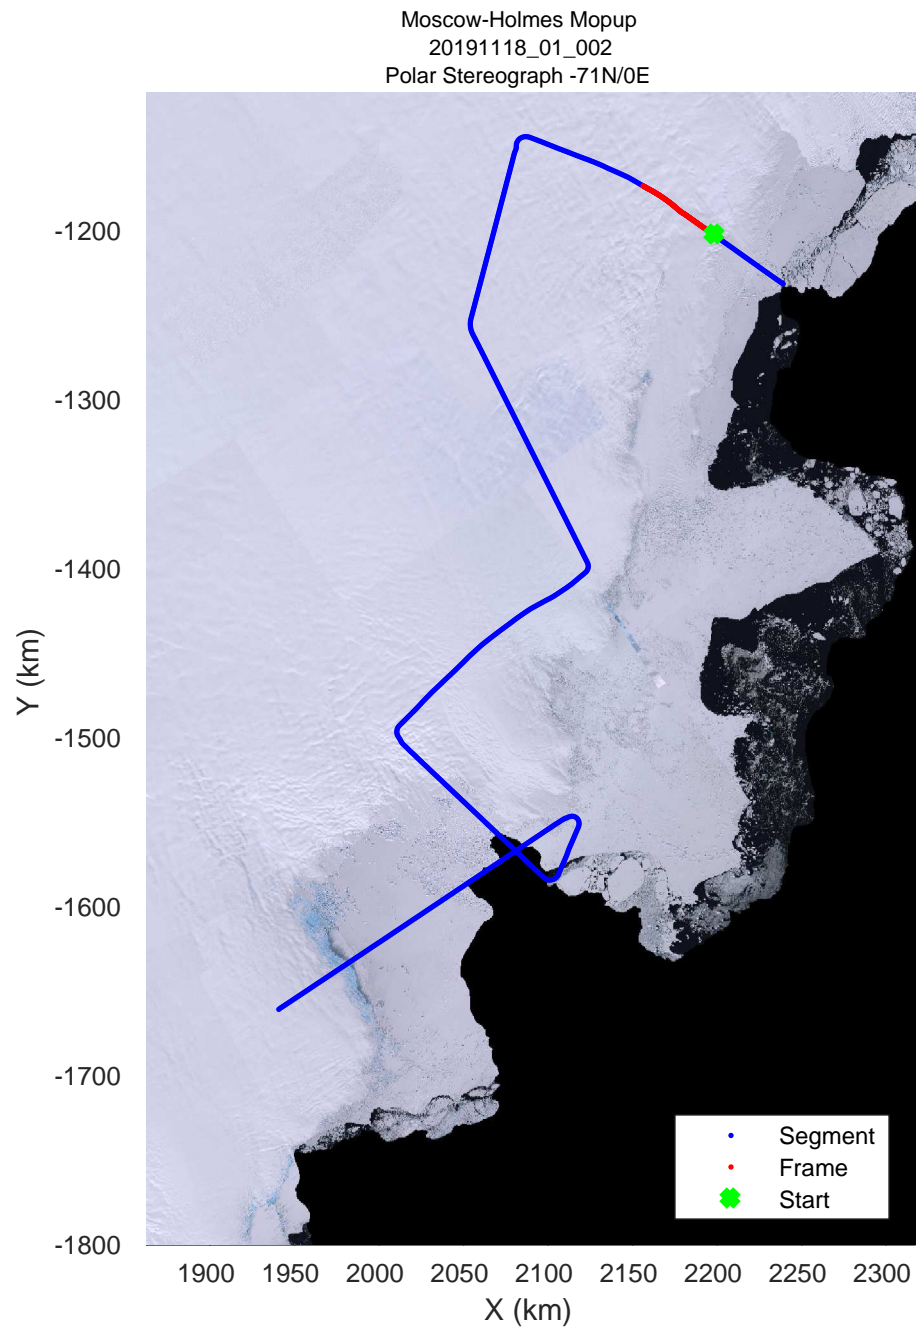 Moscow-Holmes Mopup
20191118_01_002
Polar Stereograph -71N/0E
-1200
-1300
-1400
-1500
-1600
-1700
-1800
Y (km)
Segment
Frame
Start
1900 1950 2000 2050 2100 2150 2200 2250 2300
X (km)